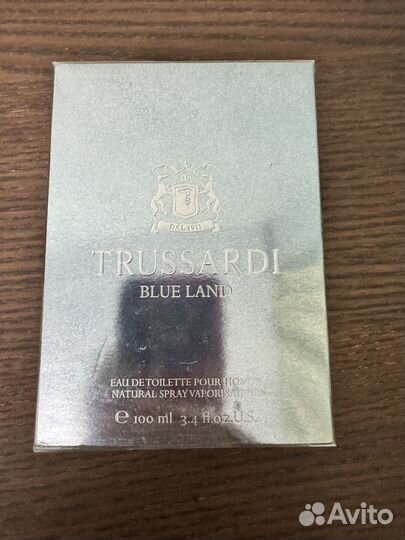 DAL 1911
TRUSSARDI
BLUE LAND
EAU DE TOILETTE POUR HOMME
NATURAL SPRAY VAPORISATEUR
e 100 ml 3.4 fl.oz.U.S.
Avito